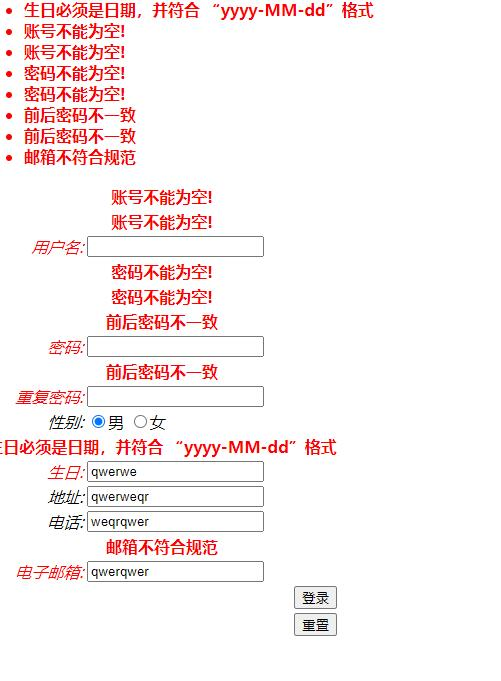 生日必须是日期，并符合 “yyyy-MM-dd”格式
账号不能为空!
账号不能为空!
密码不能为空!
密码不能为空!
前后密码不一致
前后密码不一致
邮箱不符合规范
账号不能为空!
账号不能为空!
用户名:
密码不能为空!
密码不能为空!
前后密码不一致
密码:
前后密码不一致
重复密码:
性别: 男 女
生日必须是日期，并符合 “yyyy-MM-dd”格式
生日: qwerwe
地址: qwerweqr
电话: weqrqwer
邮箱不符合规范
电子邮箱: qwerqwer
登录
重置